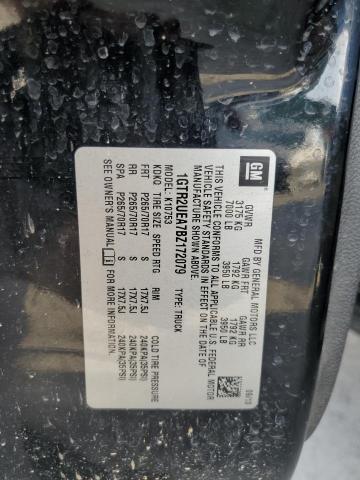 GM
MFD BY GENERAL MOTORS LLC
GVWR GAWR FRT GAWR RR
3175 KG 1792 KG 1792 KG
7000 LB 3950 LB 3950 LB
THIS VEHICLE CONFORMS TO ALL APPLICABLE U.S. FEDERAL MOTOR
VEHICLE SAFETY STANDARDS IN EFFECT ON THE DATE OF
MANUFACTURE SHOWN ABOVE.
1GTR2UEA7BZ172079 TYPE: TRUCK
MODEL: K10753
KDKG TIRE SIZE SPEED RTG RIM COLD TIRE PRESSURE
FRT P265/70R17 S 17X7.5J 240KPA(35PSI)
RR P265/70R17 S 17X7.5J 240KPA(35PSI)
SPA P265/70R17 S 17X7.5J 240KPA(35PSI)
SEE OWNER'S MANUAL